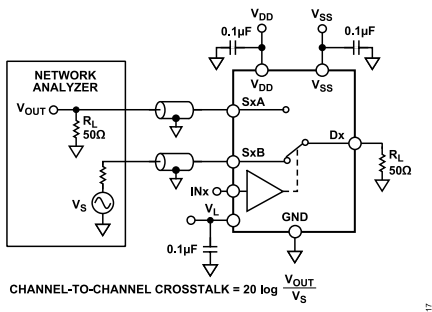 VDD
VSS
0.1µF
0.1µF
VDD
VSS
NETWORK
ANALYZER
VOUT
RL
50Ω
SxA
SxB
Dx
RL
50Ω
INx
VS
VL
GND
0.1µF
CHANNEL-TO-CHANNEL CROSSTALK = 20 log VOUT
VS
17